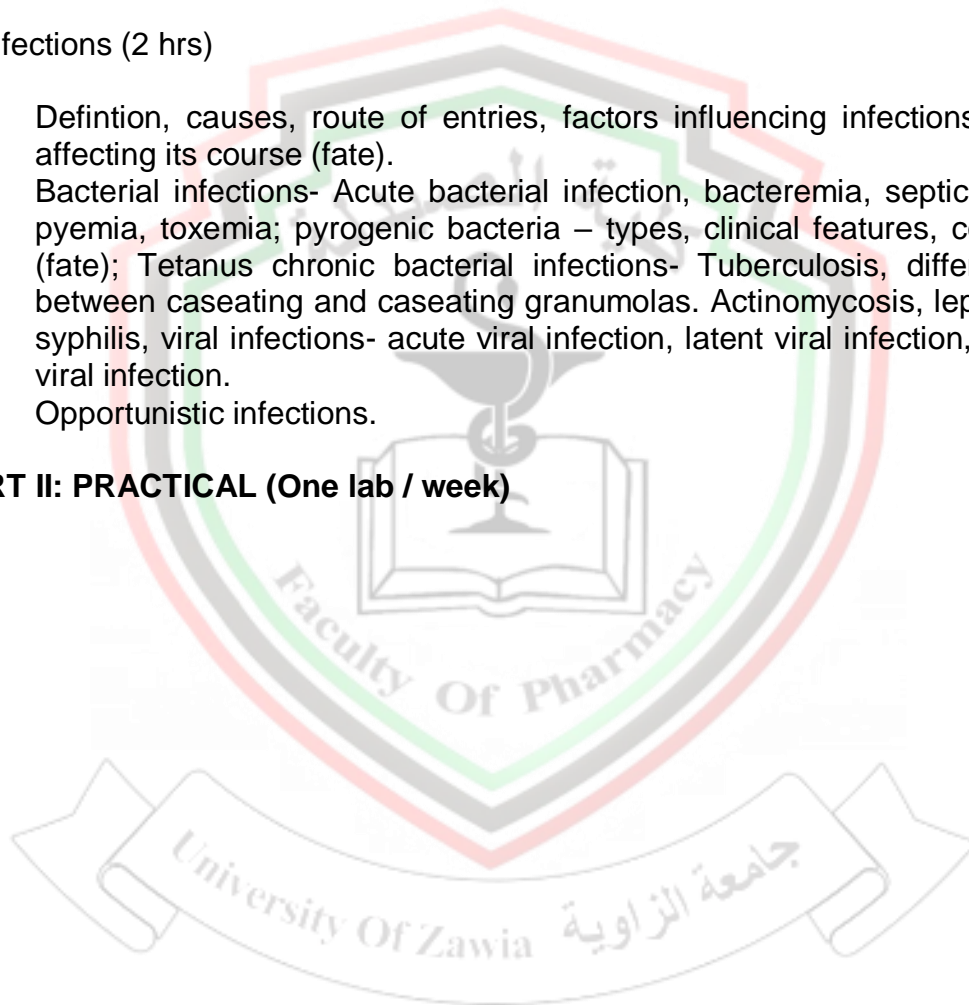 fections (2 hrs)
Defintion, causes, route of entries, factors influencing infections
affecting its course (fate).
Bacterial infections- Acute bacterial infection, bacteremia, septic
pyemia, toxemia; pyrogenic bacteria – types, clinical features, c
(fate); Tetanus chronic bacterial infections- Tuberculosis, differ
between caseating and caseating granumolas. Actinomycosis, lep
syphilis, viral infections- acute viral infection, latent viral infection,
viral infection.
Opportunistic infections.
RT II: PRACTICAL (One lab / week)
كلية الصيدلة
Faculty Of Pharmacy
University Of Zawia جامعة الزاوية